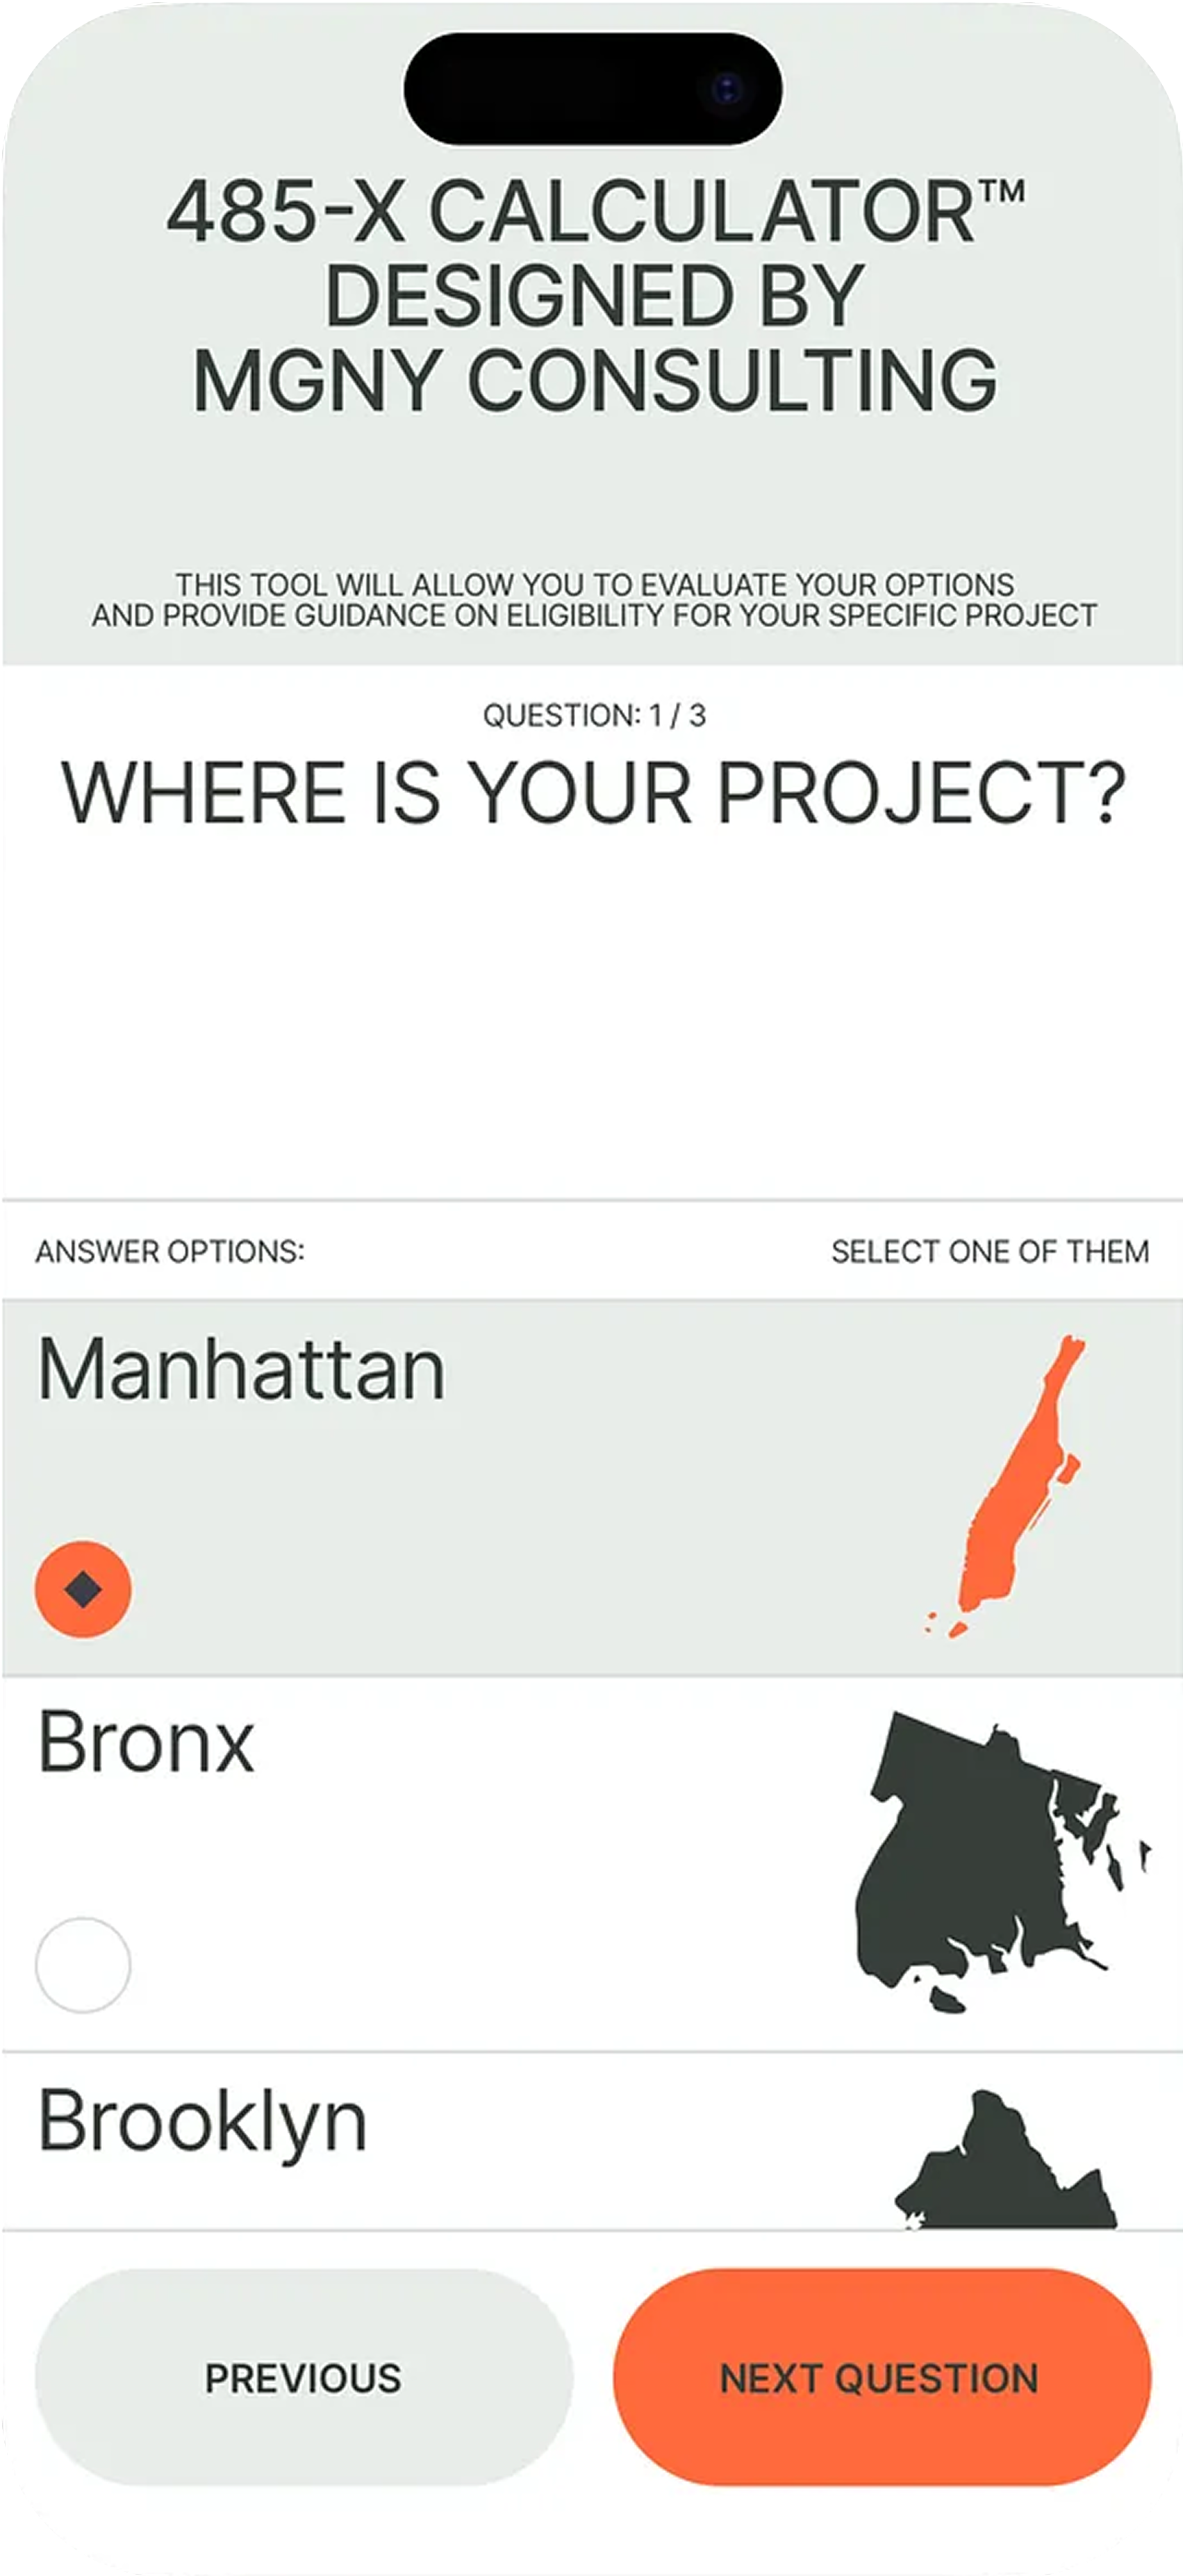 485-X CALCULATOR™
DESIGNED BY
MGNY CONSULTING
THIS TOOL WILL ALLOW YOU TO EVALUATE YOUR OPTIONS
AND PROVIDE GUIDANCE ON ELIGIBILITY FOR YOUR SPECIFIC PROJECT
QUESTION: 1 / 3
WHERE IS YOUR PROJECT?
ANSWER OPTIONS: SELECT ONE OF THEM
Manhattan
Bronx
Brooklyn
PREVIOUS NEXT QUESTION